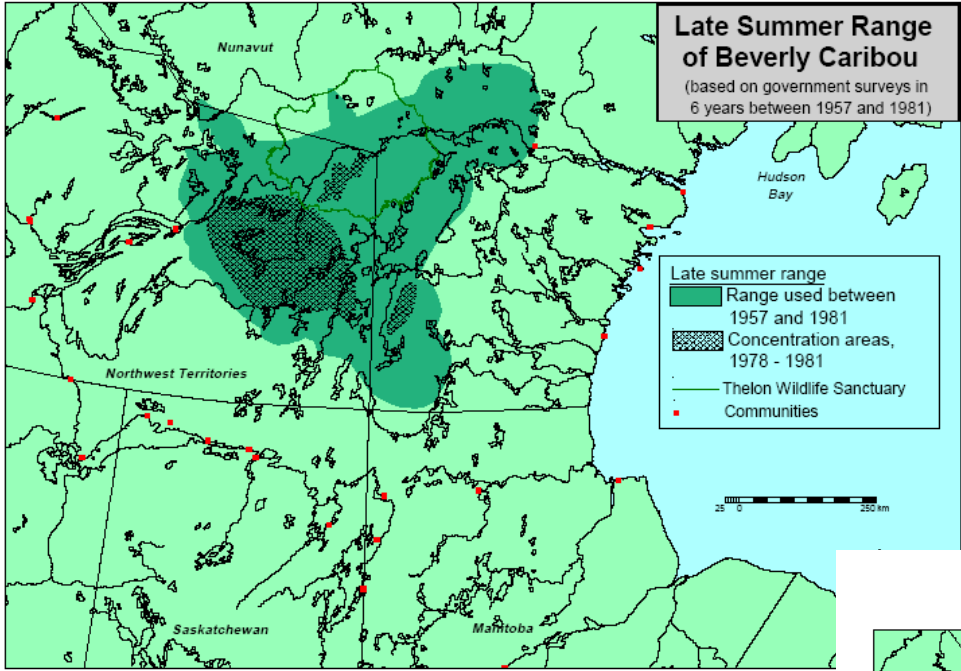 Late Summer Range
of Beverly Caribou
(based on government surveys in
6 years between 1957 and 1981)
Nunavut
Hudson
Bay
Late summer range
Range used between
1957 and 1981
Concentration areas,
1978 - 1981
Thelon Wildlife Sanctuary
Communities
Northwest Territories
25 0 250 km
Saskatchewan
Manitoba